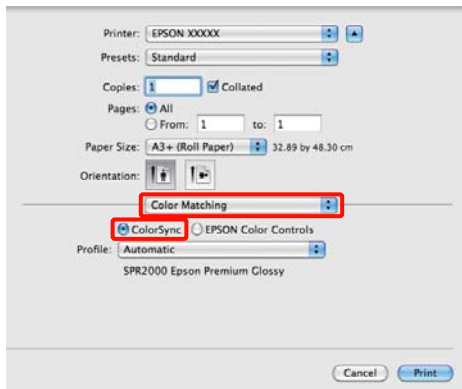 Printer: EPSON XXXXX
Presets: Standard
Copies: 1 Collated
Pages: All
From: 1 to: 1
Paper Size: A3+ (Roll Paper) 32.89 by 48.30 cm
Orientation:
Color Matching
ColorSync EPSON Color Controls
Profile: Automatic
SPR2000 Epson Premium Glossy
Cancel Print